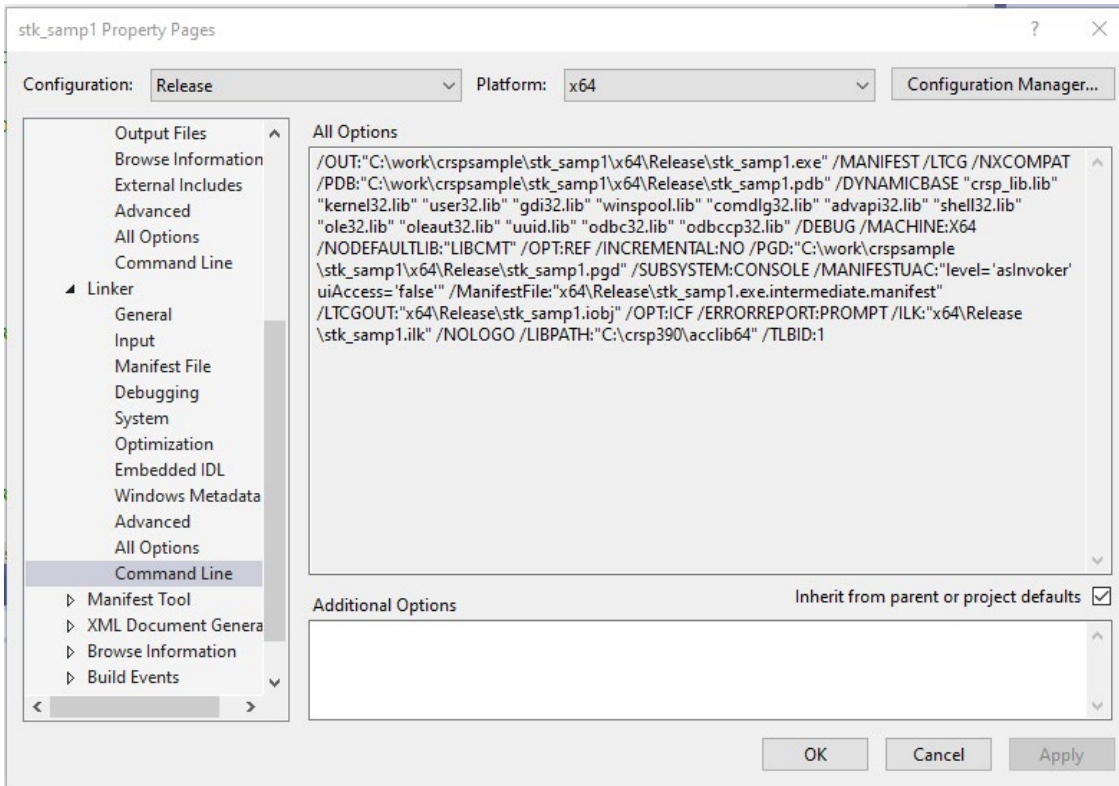 stk_samp1 Property Pages
?
Configuration: Release
Platform: x64
Configuration Manager...
Output Files
Browse Information
External Includes
Advanced
All Options
Command Line
Linker
General
Input
Manifest File
Debugging
System
Optimization
Embedded IDL
Windows Metadata
Advanced
All Options
Command Line
Manifest Tool
XML Document Genera
Browse Information
Build Events
All Options
/OUT:"C:\work\crspsample\stk_samp1\x64\Release\stk_samp1.exe" /MANIFEST /LTCG /NXCOMPAT
/PDB:"C:\work\crspsample\stk_samp1\x64\Release\stk_samp1.pdb" /DYNAMICBASE "crsp_lib.lib"
"kernel32.lib" "user32.lib" "gdi32.lib" "winspool.lib" "comdlg32.lib" "advapi32.lib" "shell32.lib"
"ole32.lib" "oleaut32.lib" "uuid.lib" "odbc32.lib" "odbccp32.lib" /DEBUG /MACHINE:X64
/NODEFAULTLIB:"LIBCMT" /OPT:REF /INCREMENTAL:NO /PGD:"C:\work\crspsample
\stk_samp1\x64\Release\stk_samp1.pgd" /SUBSYSTEM:CONSOLE /MANIFESTUAC:"level='asInvoker'
uiAccess='false'" /ManifestFile:"x64\Release\stk_samp1.exe.intermediate.manifest"
/LTCGOUT:"x64\Release\stk_samp1.iobj" /OPT:ICF /ERRORREPORT:PROMPT /ILK:"x64\Release
\stk_samp1.ilk" /NOLOGO /LIBPATH:"C:\crsp390\acclib64" /TLBID:1
Additional Options
Inherit from parent or project defaults
OK
Cancel
Apply